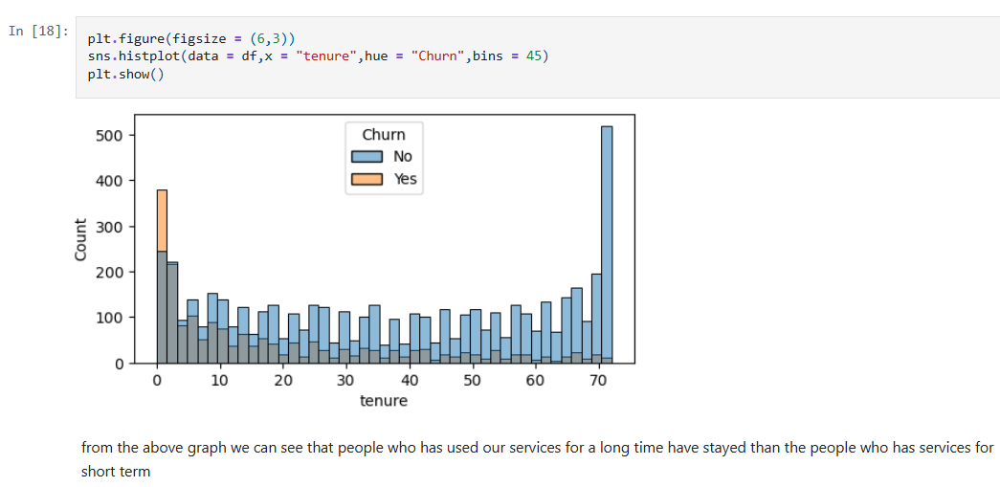 In [18]:
plt.figure(figsize = (6,3))
sns.histplot(data = df,x = "tenure",hue = "Churn",bins = 45)
plt.show()
Churn
No
Yes
500
400
300
200
100
0
Count
0 10 20 30 40 50 60 70
tenure
from the above graph we can see that people who has used our services for a long time have stayed than the people who has services for
short term